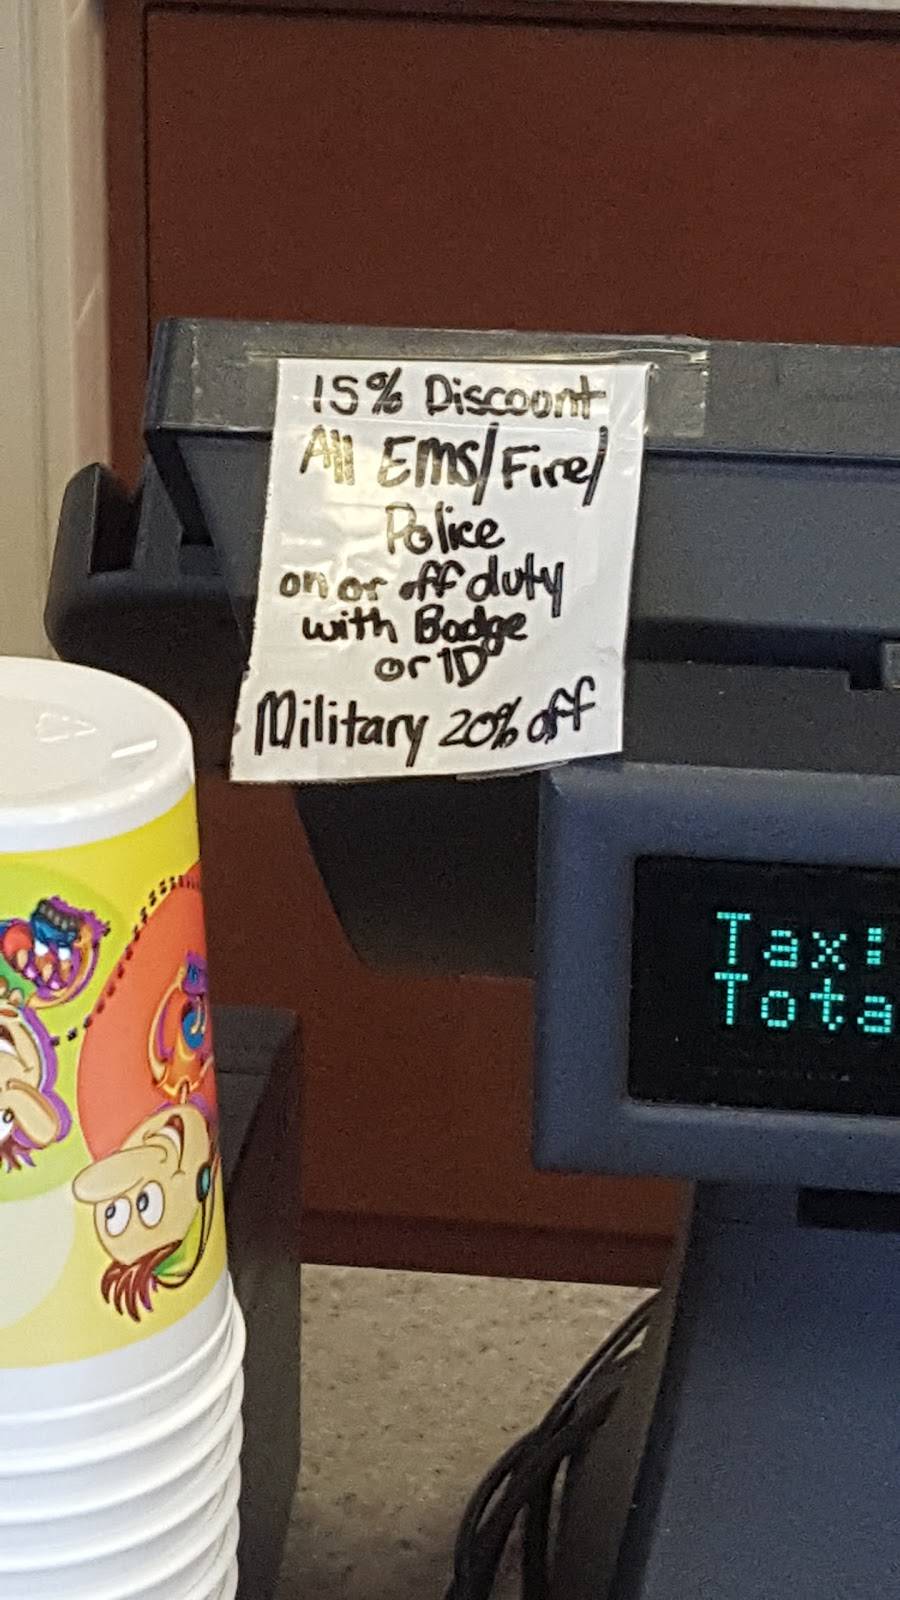 15% Discount
All Ems/Fire/
Police
on or off duty
with Badge
or ID
Military 20% off
Tax:
Tota